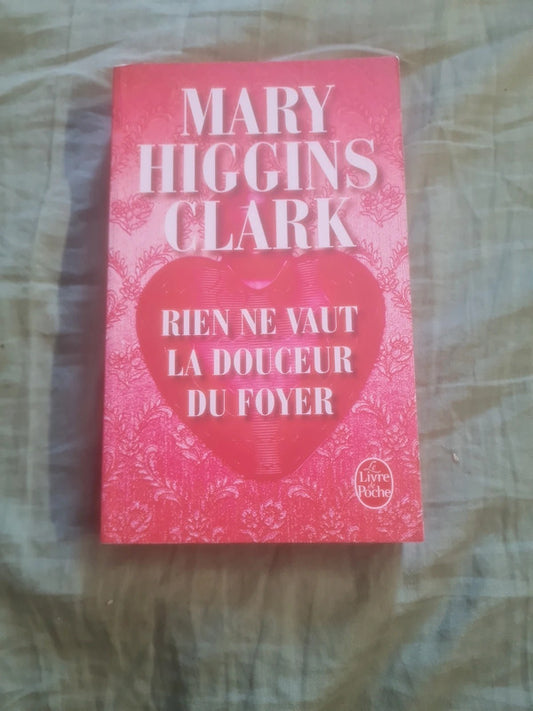 MARY
HIGGINS
CLARK
RIEN NE VAUT
LA DOUCEUR
DU FOYER
Le
Livre
de
Poche